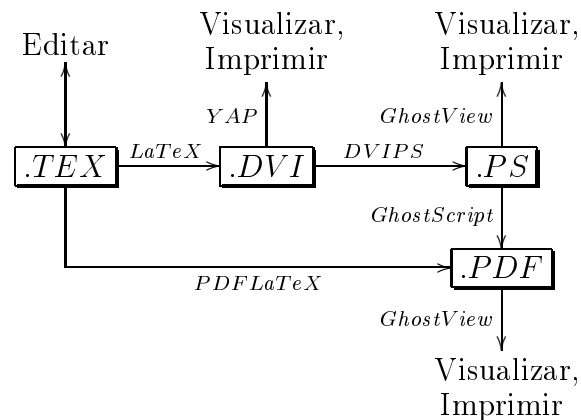 Visualizar,
Imprimir
Visualizar,
Imprimir
Editar
YAP
GhostView
.TEX
LaTeX
.DVI
DVIPS
.PS
GhostScript
.PDF
PDFLaTeX
GhostView
Visualizar,
Imprimir